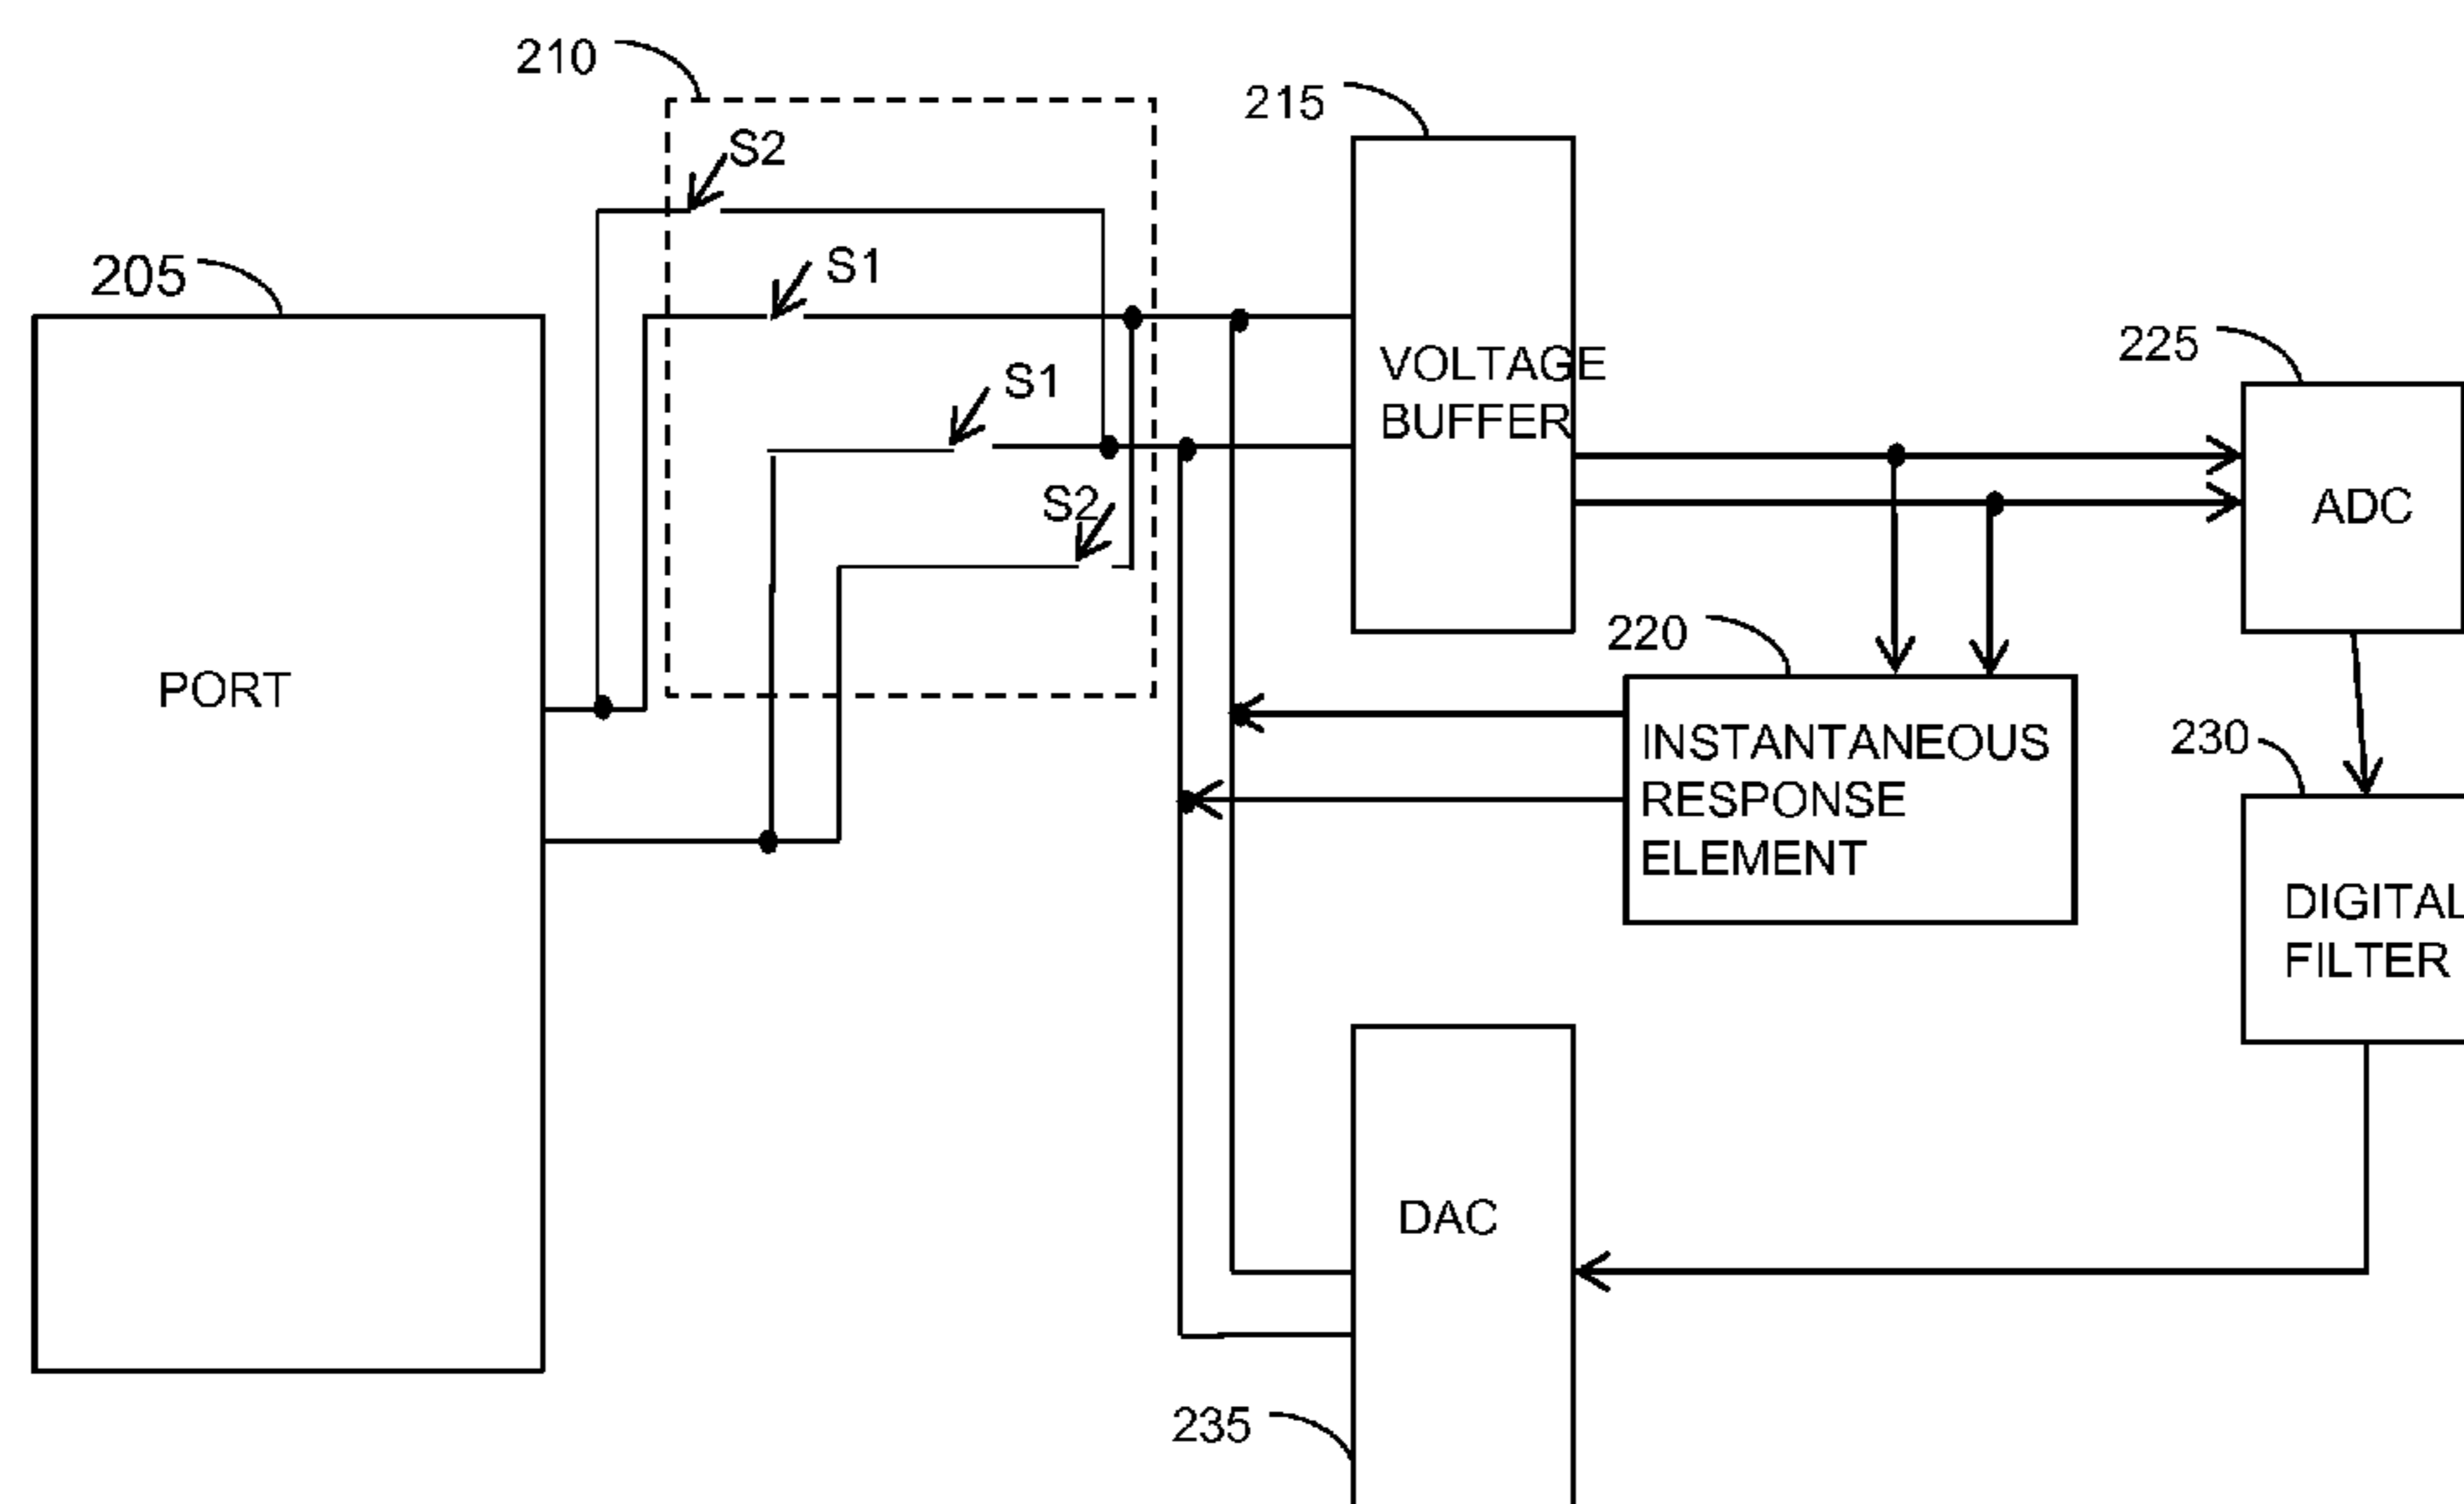 210
215
S2
S1
205
225
VOLTAGE
BUFFER
S1
ADC
S2
220
PORT
INSTANTANEOUS
RESPONSE
ELEMENT
230
DIGITAL
FILTER
DAC
235